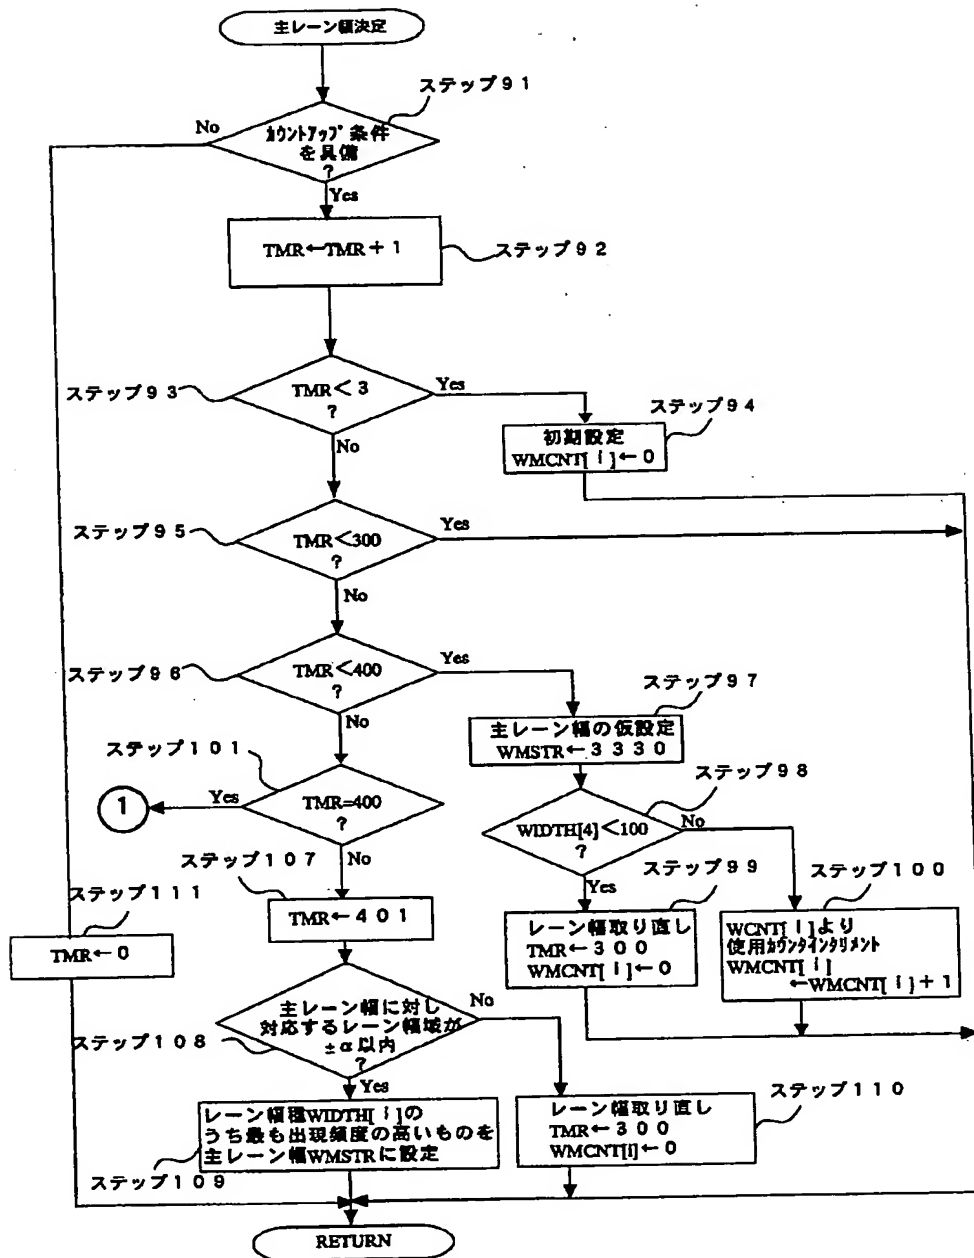 主レーン幅決定
ステップ91
No
カウントアップ条件
を具備
?
Yes
TMR←TMR+1
ステップ92
ステップ93
TMR<3
?
Yes
ステップ94
No
初期設定
WMCNT[i]←0
ステップ95
TMR<300
?
Yes
No
ステップ96
TMR<400
?
Yes
ステップ97
No
主レーン幅の仮設定
WMSTR←3330
ステップ101
ステップ98
1
Yes
TMR=400
?
WIDTH[4]<100
?
No
ステップ107
No
Yes
ステップ99
ステップ100
ステップ111
TMR←401
レーン幅取り直し
TMR←300
WMCNT[i]←0
WCNT[i]より
使用カウンタインクリメント
WMCNT[i]
←WMCNT[i]+1
TMR←0
主レーン幅に対し
対応するレーン幅域が
±α以内
?
No
ステップ108
Yes
ステップ110
レーン幅種WIDTH[i]の
うち最も出現頻度の高いものを
主レーン幅WMSTRに設定
レーン幅取り直し
TMR←300
WMCNT[i]←0
ステップ109
RETURN